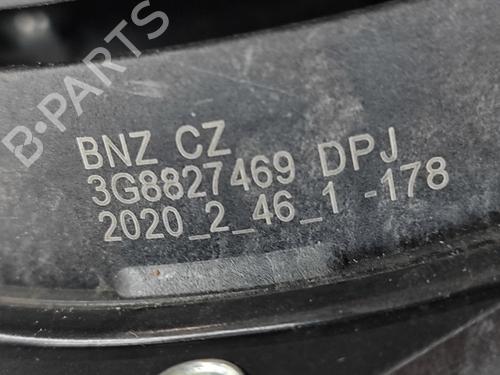 B·PARTS
BNZ CZ
3G8827469 DPJ
2020_2_46_1 -178